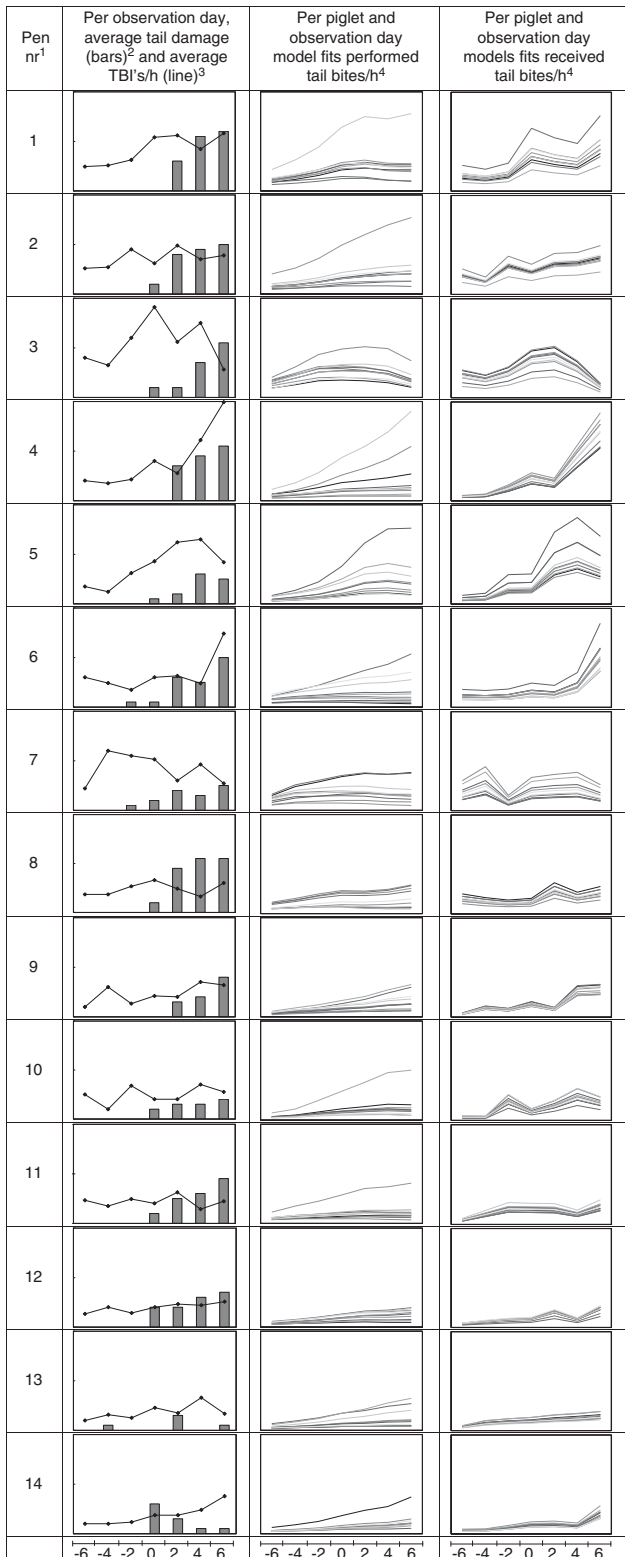 Pen
nr1
Per observation day,
average tail damage
(bars)2 and average
TBI's/h (line)3
Per piglet and
observation day
model fits performed
tail bites/h4
Per piglet and
observation day
models fits received
tail bites/h4
1
2
3
4
5
6
7
8
9
10
11
12
13
14
-6 -4 -2 0 2 4 6
-6 -4 -2 0 2 4 6
-6 -4 -2 0 2 4 6